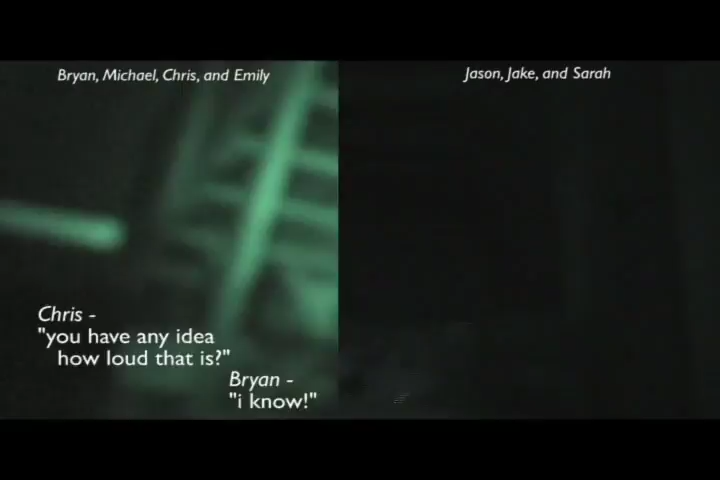 Bryan, Michael, Chris, and Emily
Jason, Jake, and Sarah
Chris -
"you have any idea
how loud that is?"
Bryan -
"i know!"